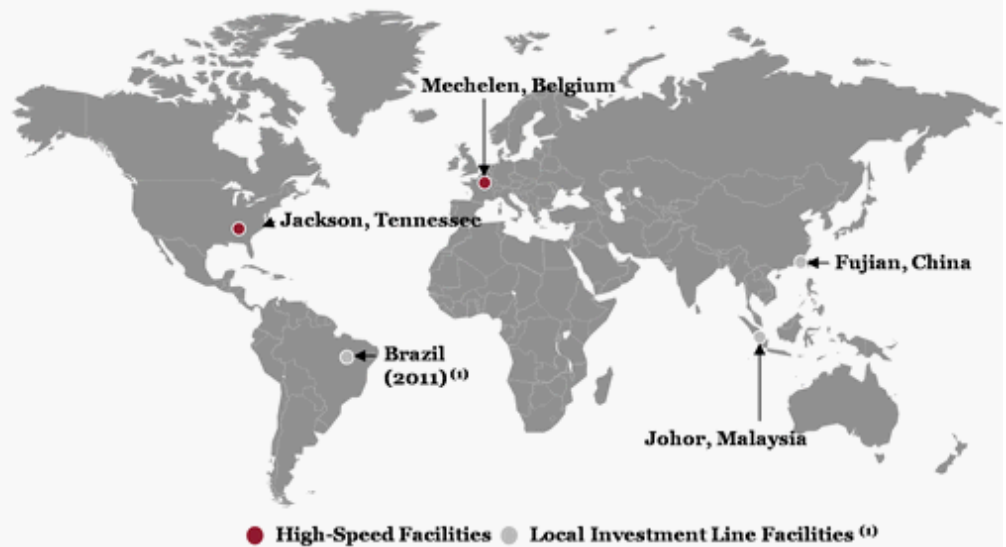 Mechelen, Belgium
Jackson, Tennessee
Fujian, China
Brazil
(2011) (1)
Johor, Malaysia
High-Speed Facilities
Local Investment Line Facilities (1)